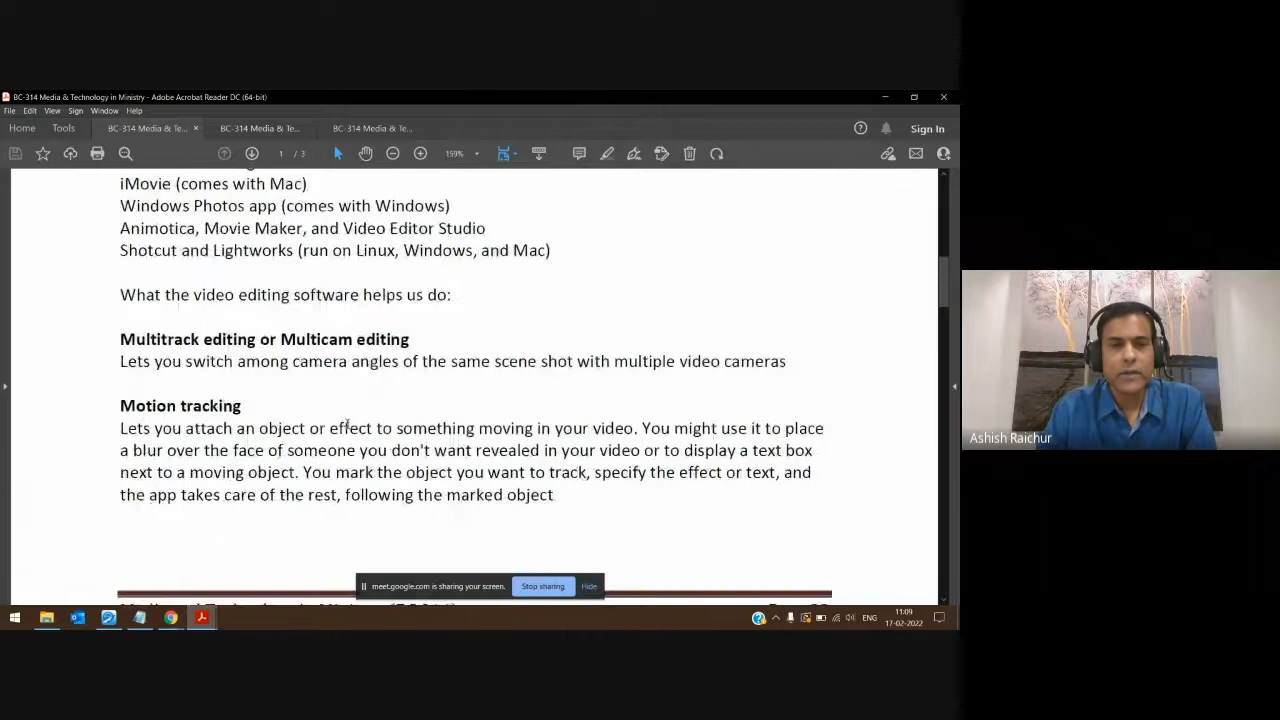 BC-314 Media & Technology in Ministry - Adobe Acrobat Reader DC (64-bit)
File Edit View Sign Window Help
Home Tools BC-314 Media & Te... × BC-314 Media & Te... BC-314 Media & Te... Sign In
1 / 3 159%
iMovie (comes with Mac)
Windows Photos app (comes with Windows)
Animotica, Movie Maker, and Video Editor Studio
Shotcut and Lightworks (run on Linux, Windows, and Mac)
What the video editing software helps us do:
Multitrack editing or Multicam editing
Lets you switch among camera angles of the same scene shot with multiple video cameras
Motion tracking
Lets you attach an object or effect to something moving in your video. You might use it to place
a blur over the face of someone you don't want revealed in your video or to display a text box
next to a moving object. You mark the object you want to track, specify the effect or text, and
the app takes care of the rest, following the marked object
meet.google.com is sharing your screen. Stop sharing Hide
ENG 11:09
17-02-2022
Ashish Raichur